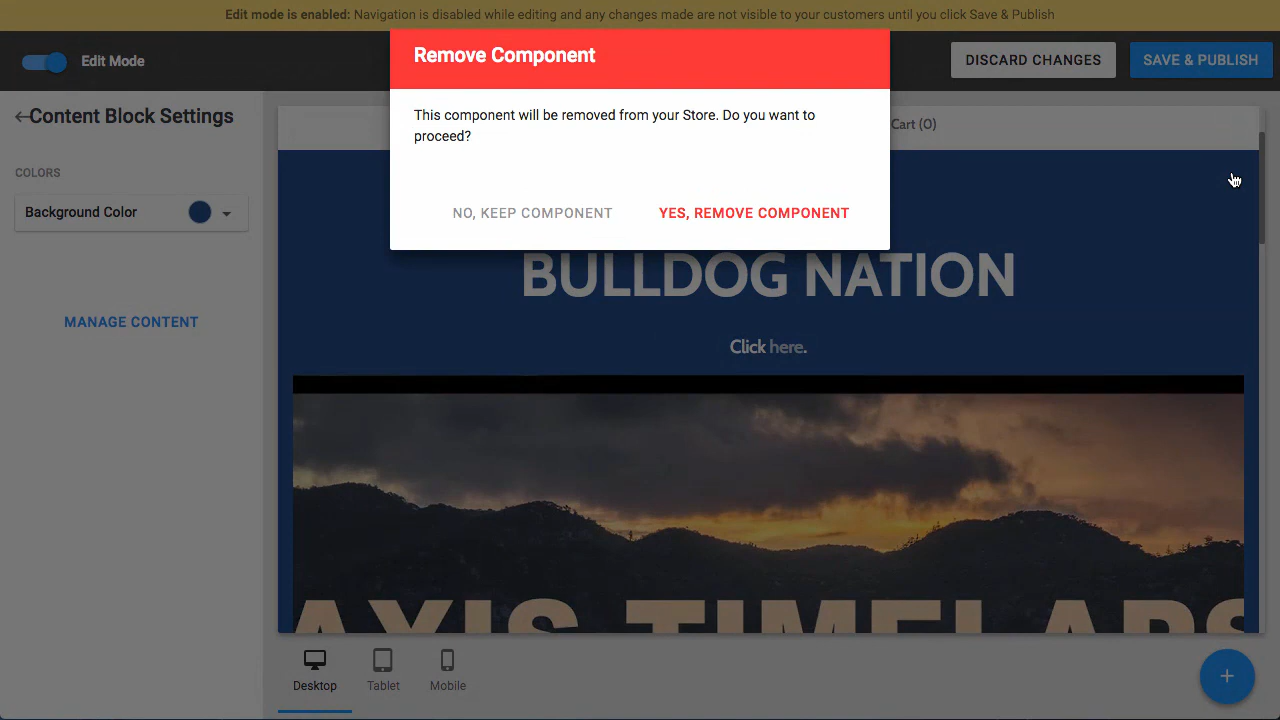 Edit mode is enabled: Navigation is disabled while editing and any changes made are not visible to your customers until you click Save & Publish
Edit Mode
DISCARD CHANGES
SAVE & PUBLISH
Remove Component
This component will be removed from your Store. Do you want to
proceed?
NO, KEEP COMPONENT
YES, REMOVE COMPONENT
Content Block Settings
COLORS
Background Color
MANAGE CONTENT
Cart (0)
BULLDOG NATION
Click here.
AXIS TIMELAPS
Desktop
Tablet
Mobile